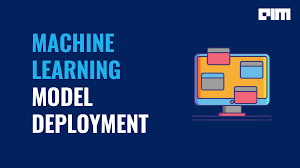 AIM
MACHINE
LEARNING
MODEL
DEPLOYMENT